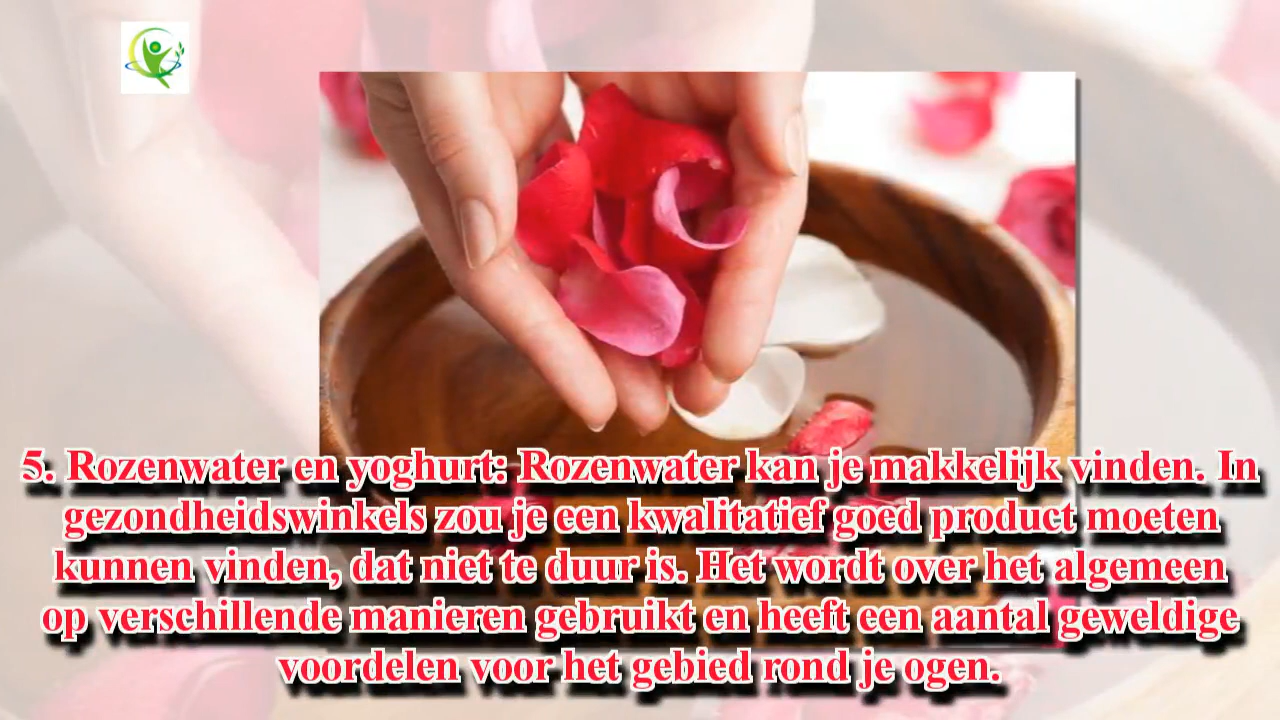 5. Rozenwater en yoghurt: Rozenwater kan je makkelijk vinden. In
gezondheidswinkels zou je een kwalitatief goed product moeten
kunnen vinden, dat niet te duur is. Het wordt over het algemeen
op verschillende manieren gebruikt en heeft een aantal geweldige
voordelen voor het gebied rond je ogen.